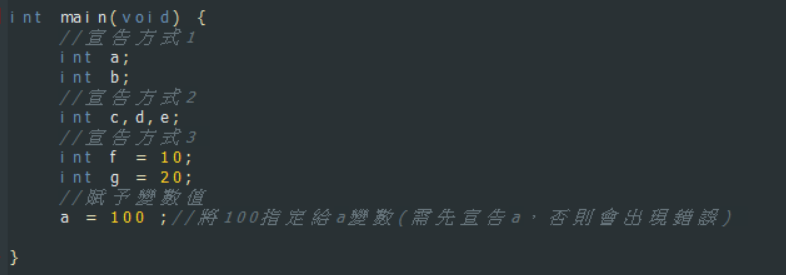 int main(void) {
//宣告方式1
int a;
int b;
//宣告方式2
int c,d,e;
//宣告方式3
int f = 10;
int g = 20;
//賦予變數值
a = 100 ;//將100指定給a變數(需先宣告a，否則會出現錯誤)
}